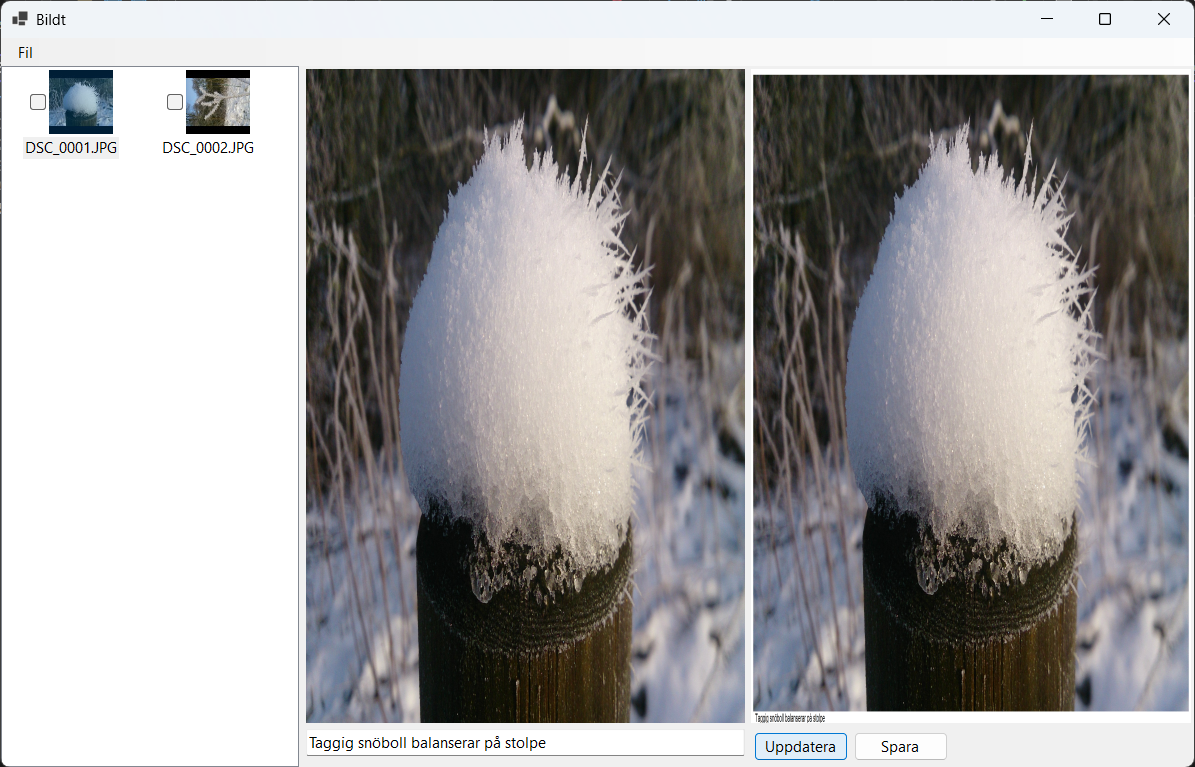 Bildt
Fil
DSC_0001.JPG
DSC_0002.JPG
Taggig snöboll balanserar på stolpe
Taggig snöboll balanserar på stolpe
Uppdatera
Spara